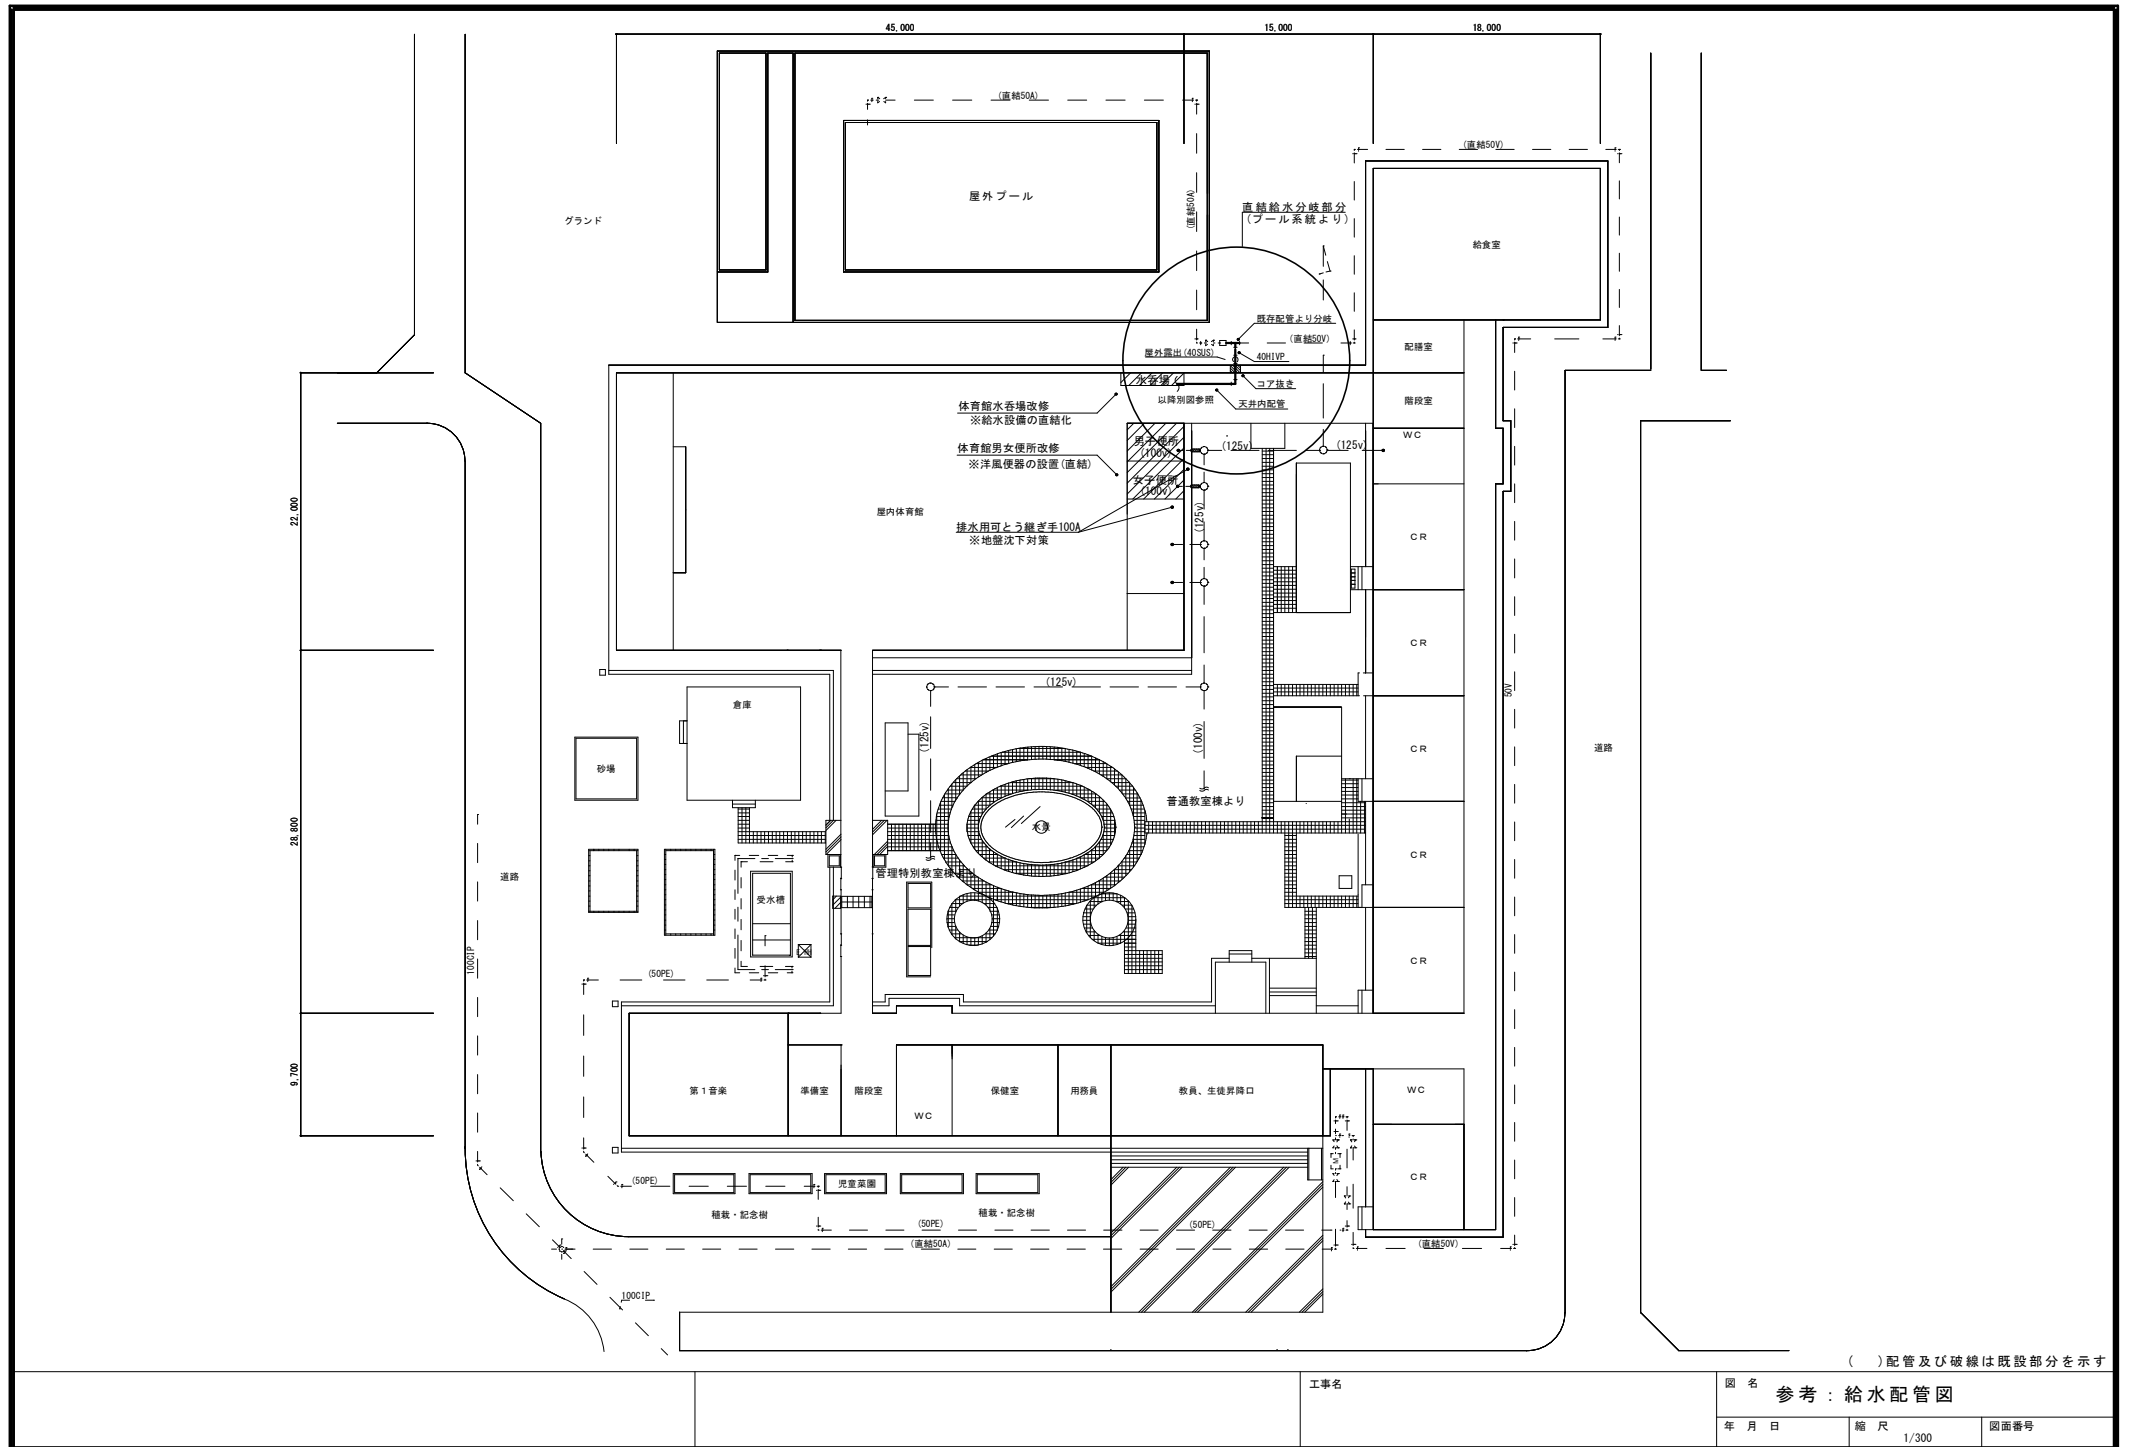 45,000
15,000
18,000
(直結50A)
(直結50V)
屋外プール
(直結50A)
直結給水分岐部分
(プール系統より)
グランド
給食室
既存配管より分岐
(直結50V)
屋外露出(40SUS)
40HIVP
配膳室
水呑場
コア抜き
以降別図参照
天井内配管
階段室
体育館水呑場改修
※給水設備の直結化
WC
男子便所
(100v)
(125v)
(125v)
体育館男女便所改修
※洋風便器の設置(直結)
女子便所
(100v)
22,000
屋内体育館
(125v)
排水用可とう継ぎ手100A
※地盤沈下対策
CR
CR
(125v)
50V
倉庫
(125v)
(100v)
CR
道路
砂場
普通教室棟より
水景
28,800
CR
道路
管理特別教室棟より
受水槽
100CIP
CR
(50PE)
9,700
第1音楽
準備室
階段室
WC
保健室
用務員
教員、生徒昇降口
WC
M
(50PE)
児童菜園
CR
植栽・記念樹
植栽・記念樹
(50PE)
(50PE)
(直結50A)
(直結50V)
100CIP
( )配管及び破線は既設部分を示す
工事名
図 名
参考：給水配管図
年 月 日
縮 尺
1/300
図面番号